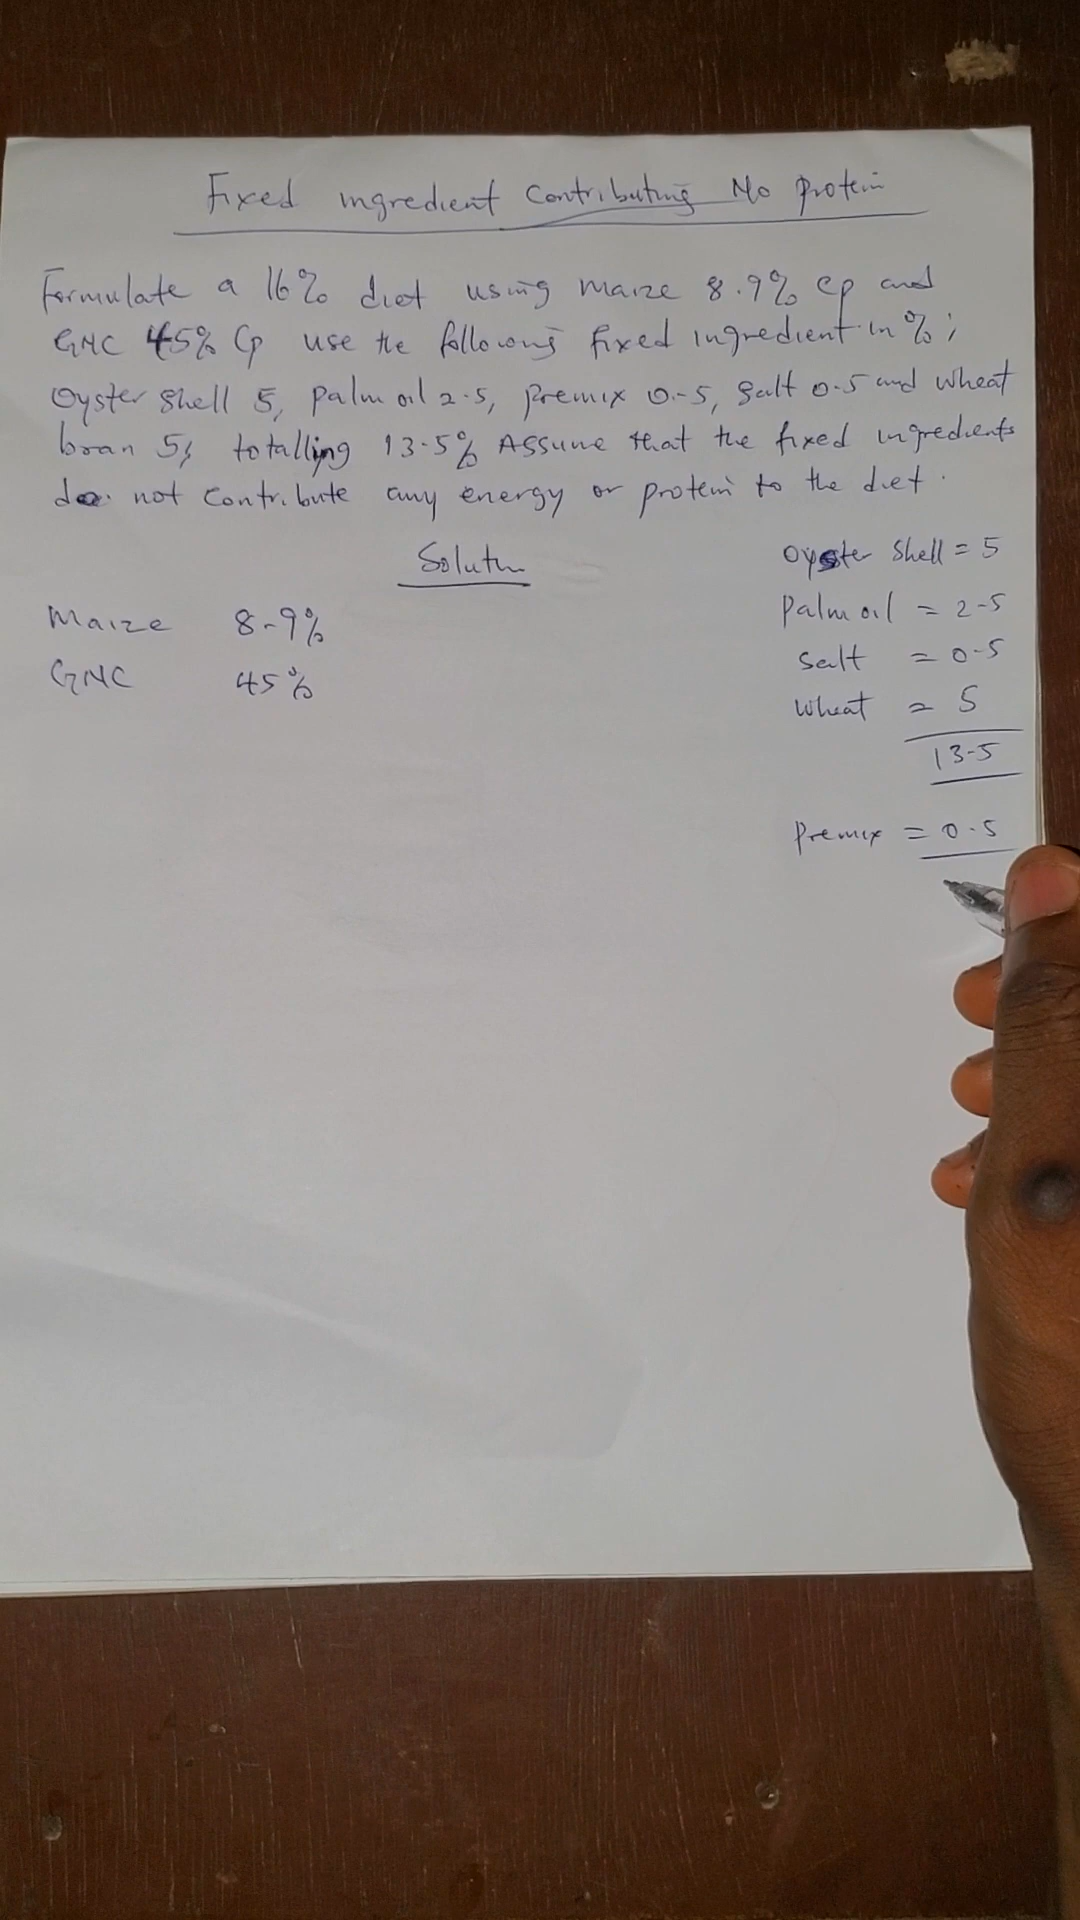 Fixed ingredient Contributing No protein
Formulate a 16% diet using maize 8.9% cp and
GNC 45% Cp use the following fixed ingredient in %;
Oyster shell 5, palm oil 2.5, premix 0.5, salt 0.5 and wheat
bran 5, totalling 13.5% Assume that the fixed ingredients
do not contribute any energy or protein to the diet.
Solutn
Maize 8.9%
GNC 45%
Oyster shell = 5
palm oil = 2.5
salt = 0.5
wheat = 5
13.5
Premix = 0.5